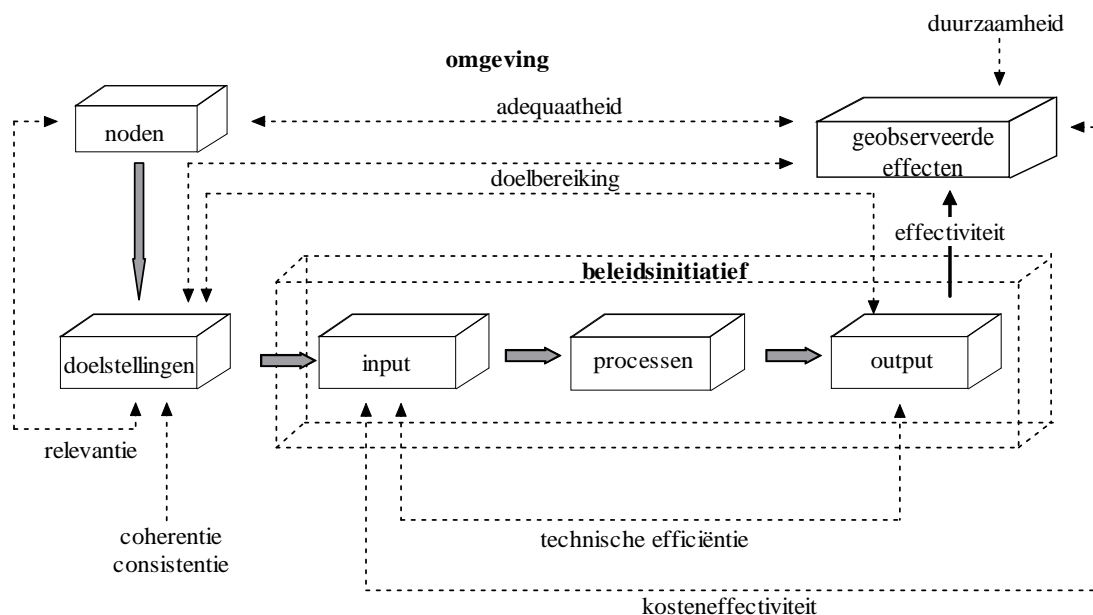 duurzaamheid
omgeving
adequaatheid
noden
geobserveerde
effecten
doelbereiking
effectiviteit
beleidsinitiatief
doelstellingen
input
processen
output
relevantie
coherentie
consistentie
technische efficiëntie
kosteneffectiviteit